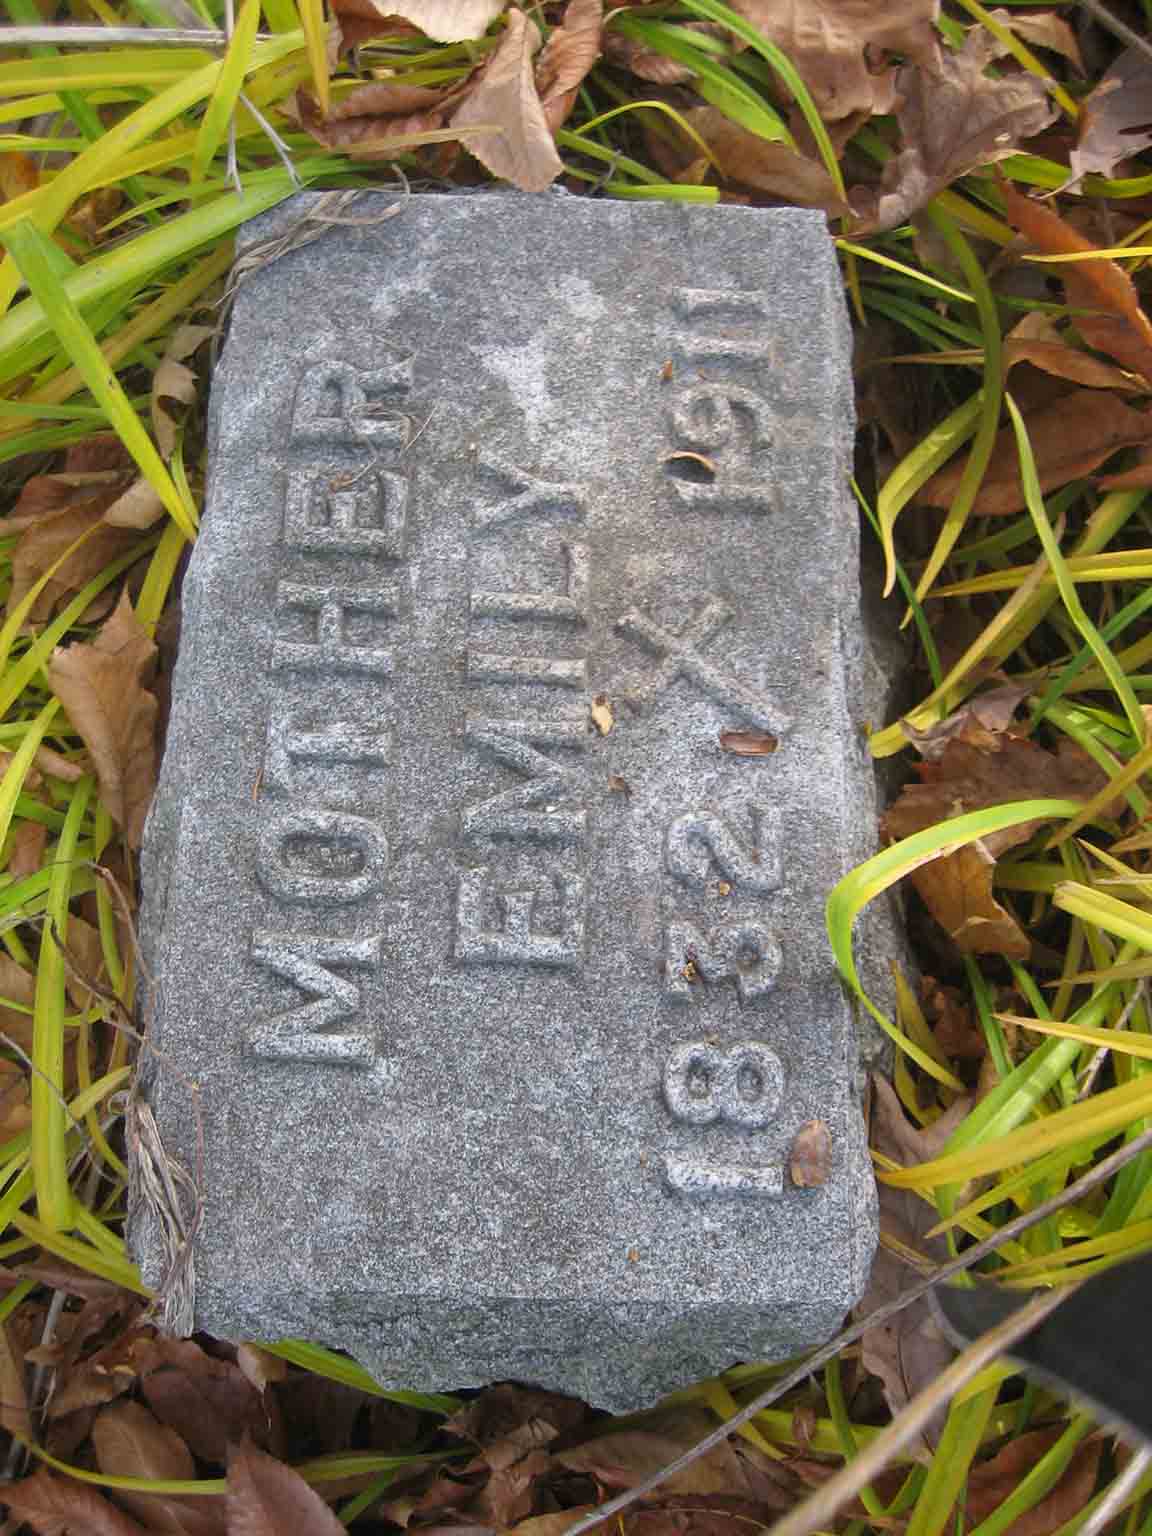 MOTHER
EMILY
1832 † 1911